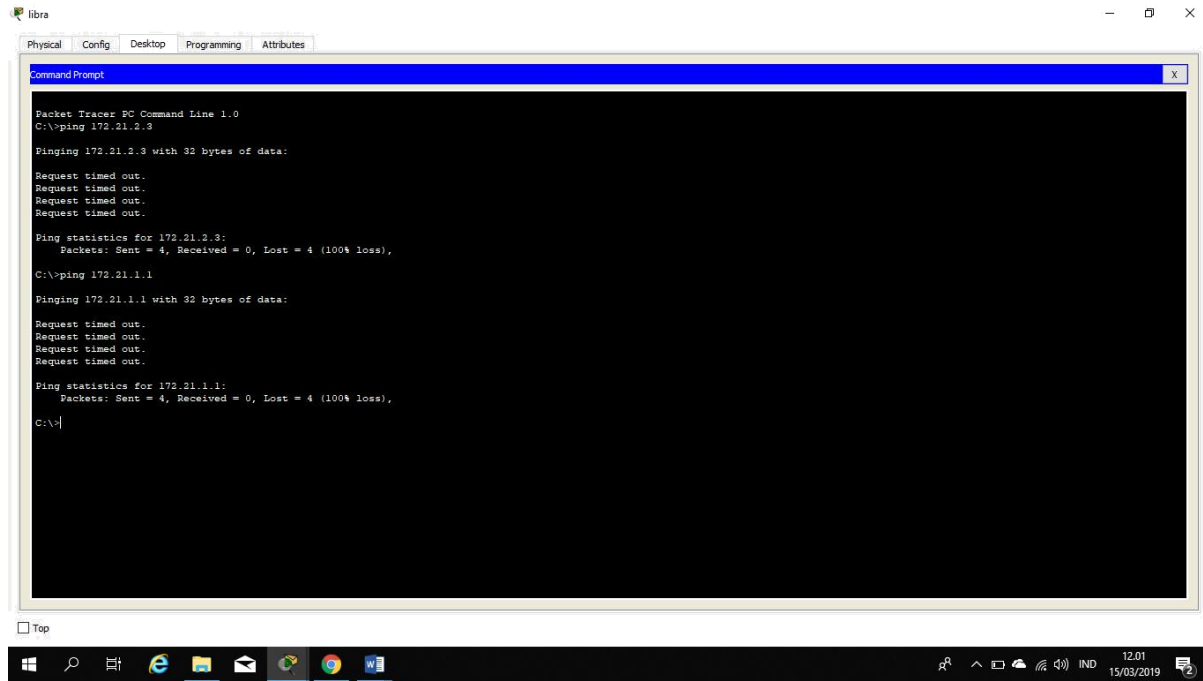 libra
Physical Config Desktop Programming Attributes
Command Prompt
X
Packet Tracer PC Command Line 1.0
C:\>ping 172.21.2.3
Pinging 172.21.2.3 with 32 bytes of data:
Request timed out.
Request timed out.
Request timed out.
Request timed out.
Ping statistics for 172.21.2.3:
Packets: Sent = 4, Received = 0, Lost = 4 (100% loss),
C:\>ping 172.21.1.1
Pinging 172.21.1.1 with 32 bytes of data:
Request timed out.
Request timed out.
Request timed out.
Request timed out.
Ping statistics for 172.21.1.1:
Packets: Sent = 4, Received = 0, Lost = 4 (100% loss),
C:\>
Top
IND
12.01
15/03/2019
2